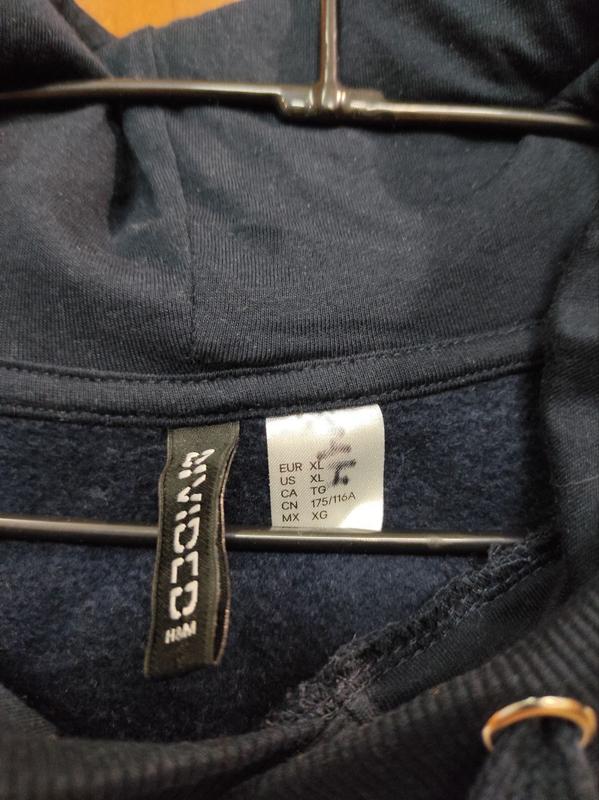 DIVIDED
H&M
EUR XL
US XL
CA TG
CN 175/116A
MX XG